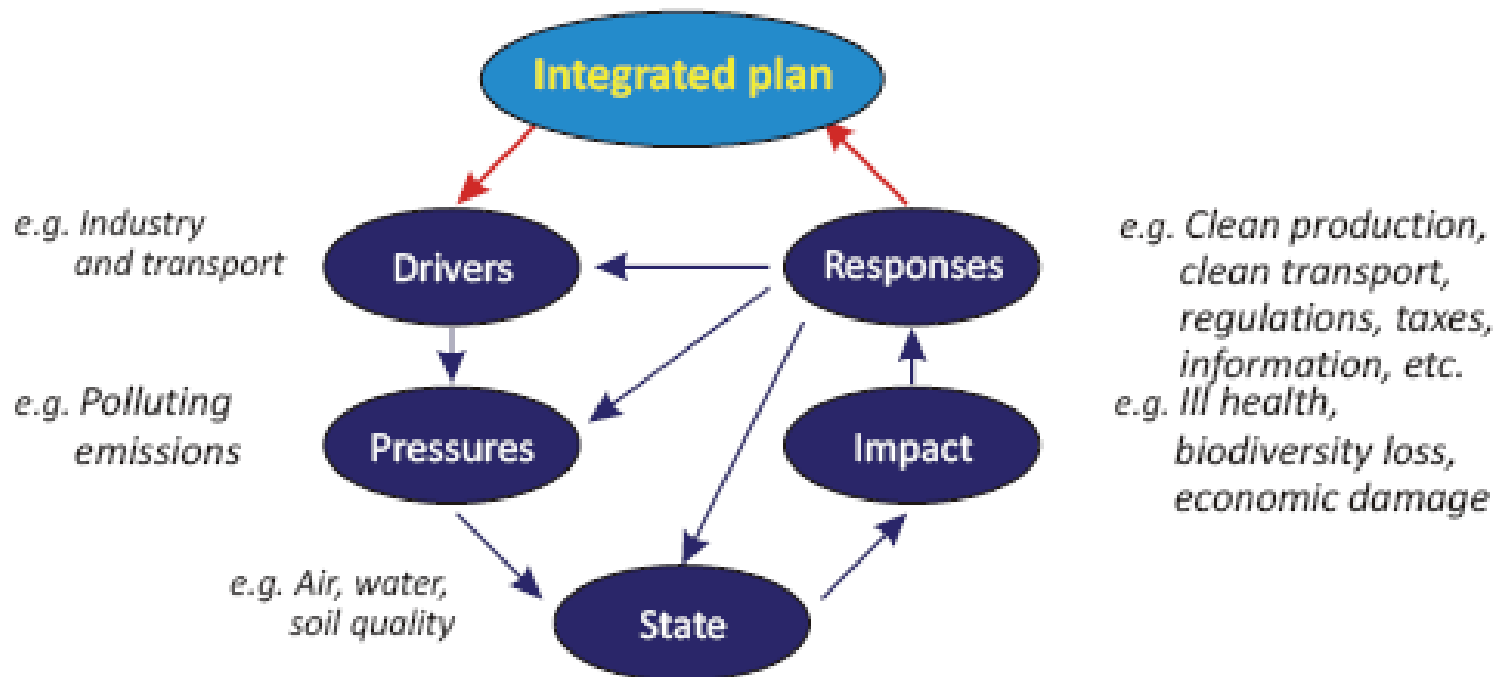 Integrated plan
e.g. Industry
and transport
Drivers
Responses
e.g. Clean production,
clean transport,
regulations, taxes,
information, etc.
e.g. Polluting
emissions
Pressures
Impact
e.g. Ill health,
biodiversity loss,
economic damage
e.g. Air, water,
soil quality
State